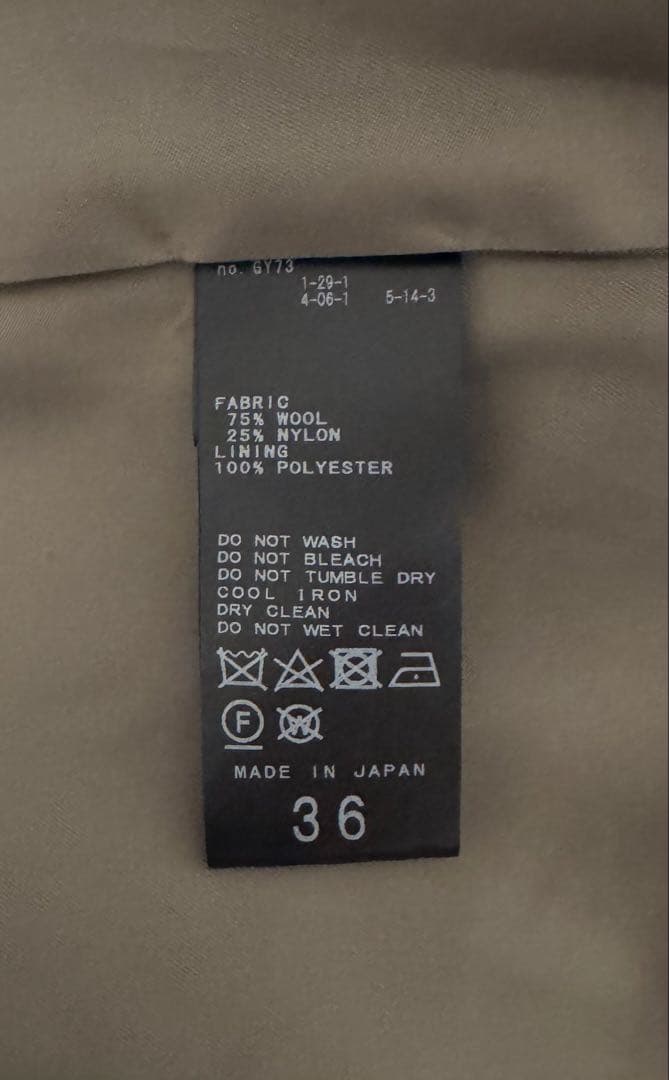 no. GY73
1-29-1
4-06-1 5-14-3
FABRIC
75% WOOL
25% NYLON
LINING
100% POLYESTER
DO NOT WASH
DO NOT BLEACH
DO NOT TUMBLE DRY
COOL IRON
DRY CLEAN
DO NOT WET CLEAN
F W
MADE IN JAPAN
36